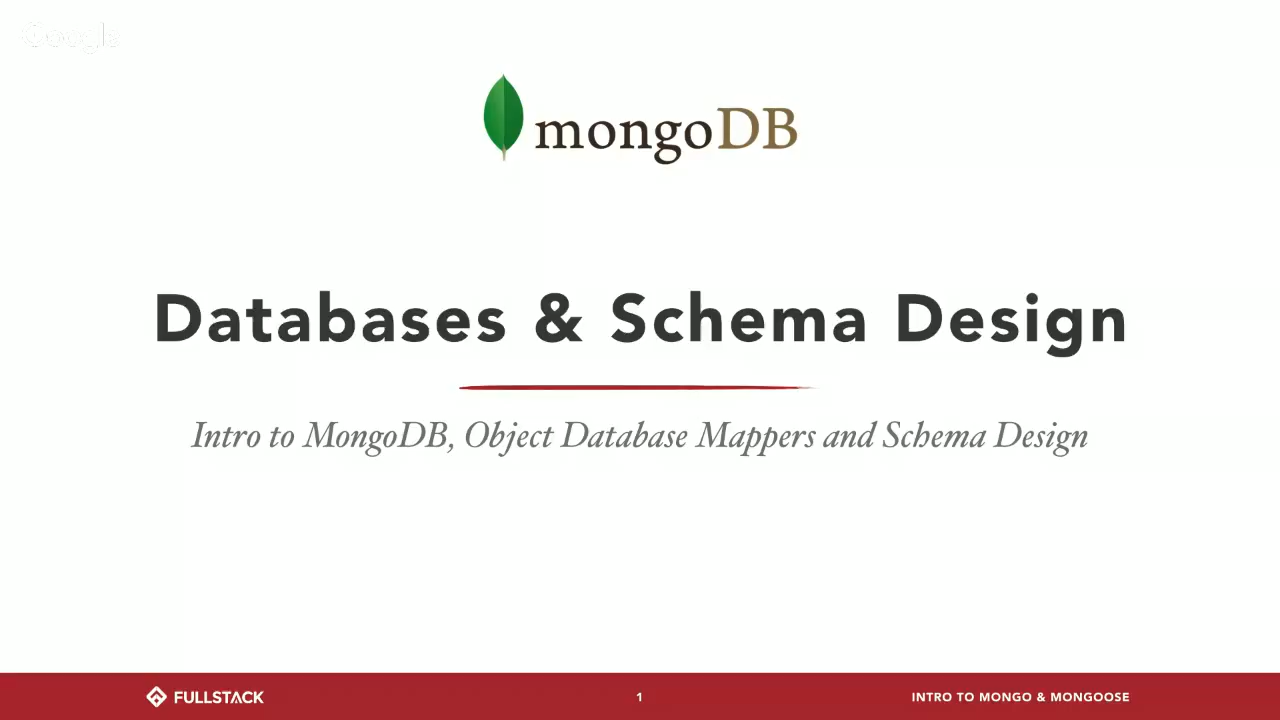 Google
mongoDB
Databases & Schema Design
Intro to MongoDB, Object Database Mappers and Schema Design
FULLSTACK
1
INTRO TO MONGO & MONGOOSE